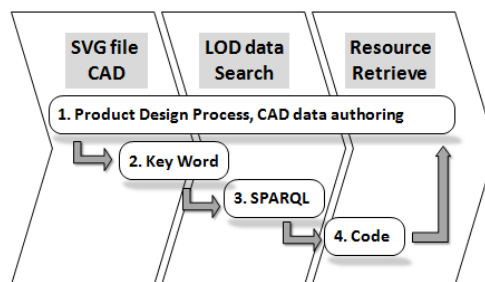 SVG file
CAD
LOD data
Search
Resource
Retrieve
1. Product Design Process, CAD data authoring
2. Key Word
3. SPARQL
4. Code